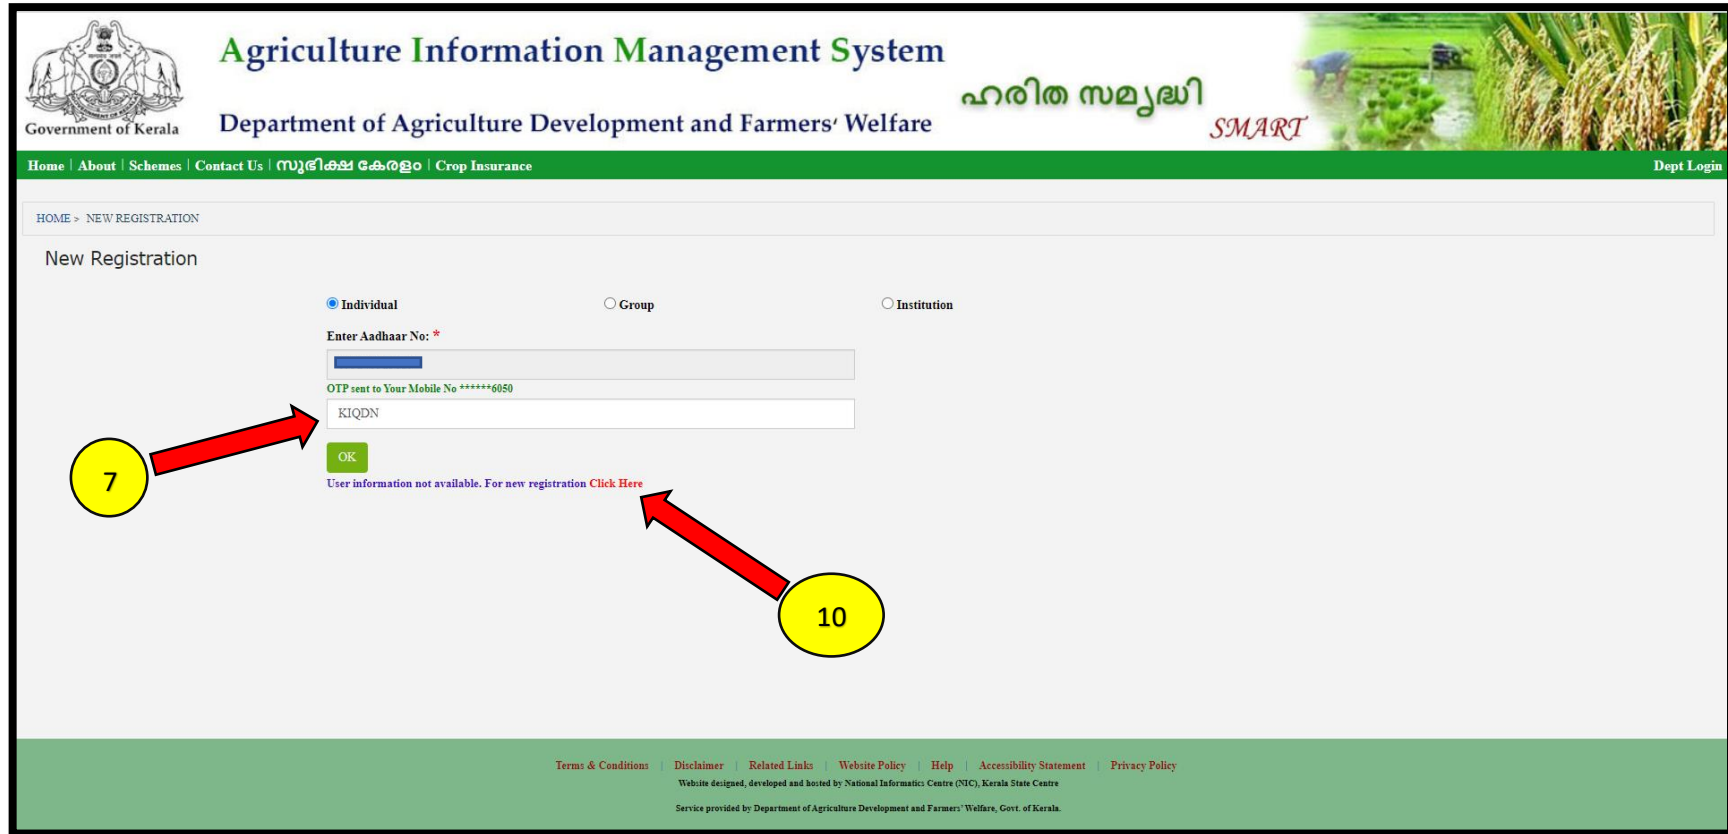 Agriculture Information Management System
ഹരിത സമൃദ്ധി
Department of Agriculture Development and Farmers' Welfare
SMART
Government of Kerala
Home | About | Schemes | Contact Us | സുഭിക്ഷ കേരളം | Crop Insurance
Dept Login
HOME > NEW REGISTRATION
New Registration
Individual
Group
Institution
Enter Aadhaar No: *
OTP sent to Your Mobile No ******6050
KIQDN
7
OK
User information not available. For new registration Click Here
10
Terms & Conditions | Disclaimer | Related Links | Website Policy | Help | Accessibility Statement | Privacy Policy
Website designed, developed and hosted by National Informatics Centre (NIC), Kerala State Centre
Service provided by Department of Agriculture Development and Farmers' Welfare, Govt. of Kerala.